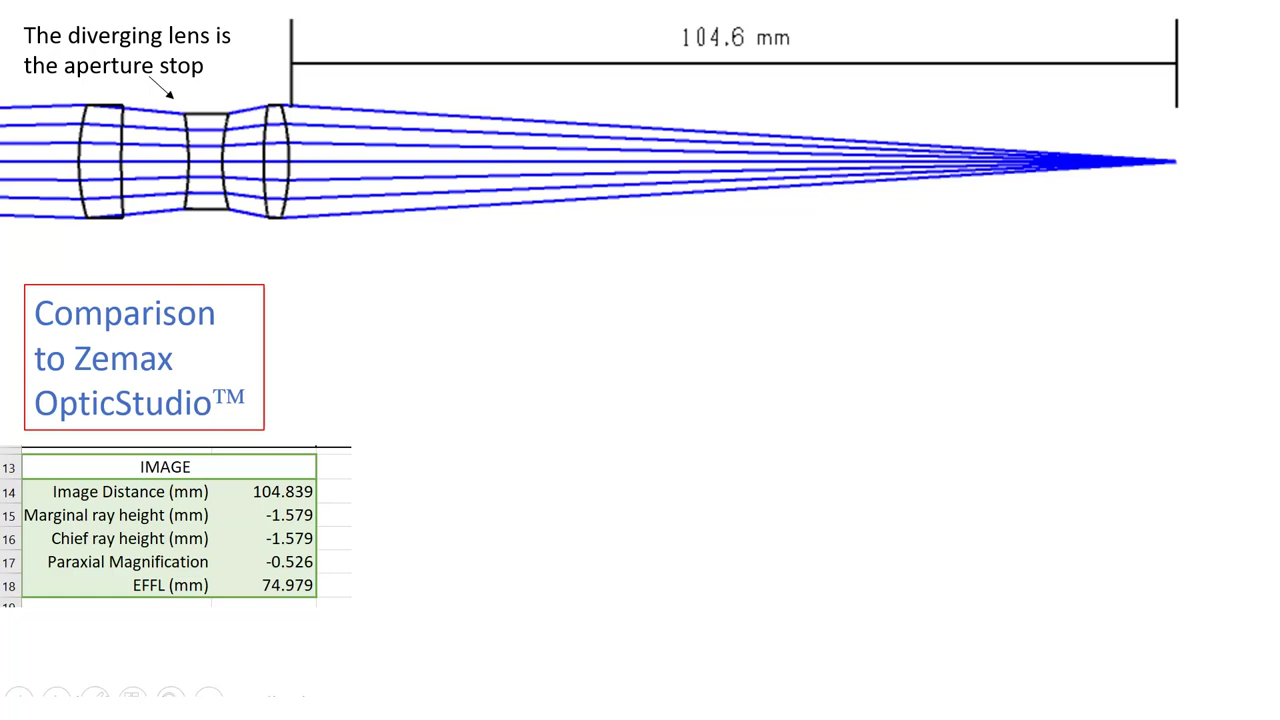 The diverging lens is
the aperture stop
104.6 mm
Comparison
to Zemax
OpticStudio™
13 IMAGE
14 Image Distance (mm) 104.839
15 Marginal ray height (mm) -1.579
16 Chief ray height (mm) -1.579
17 Paraxial Magnification -0.526
18 EFFL (mm) 74.979